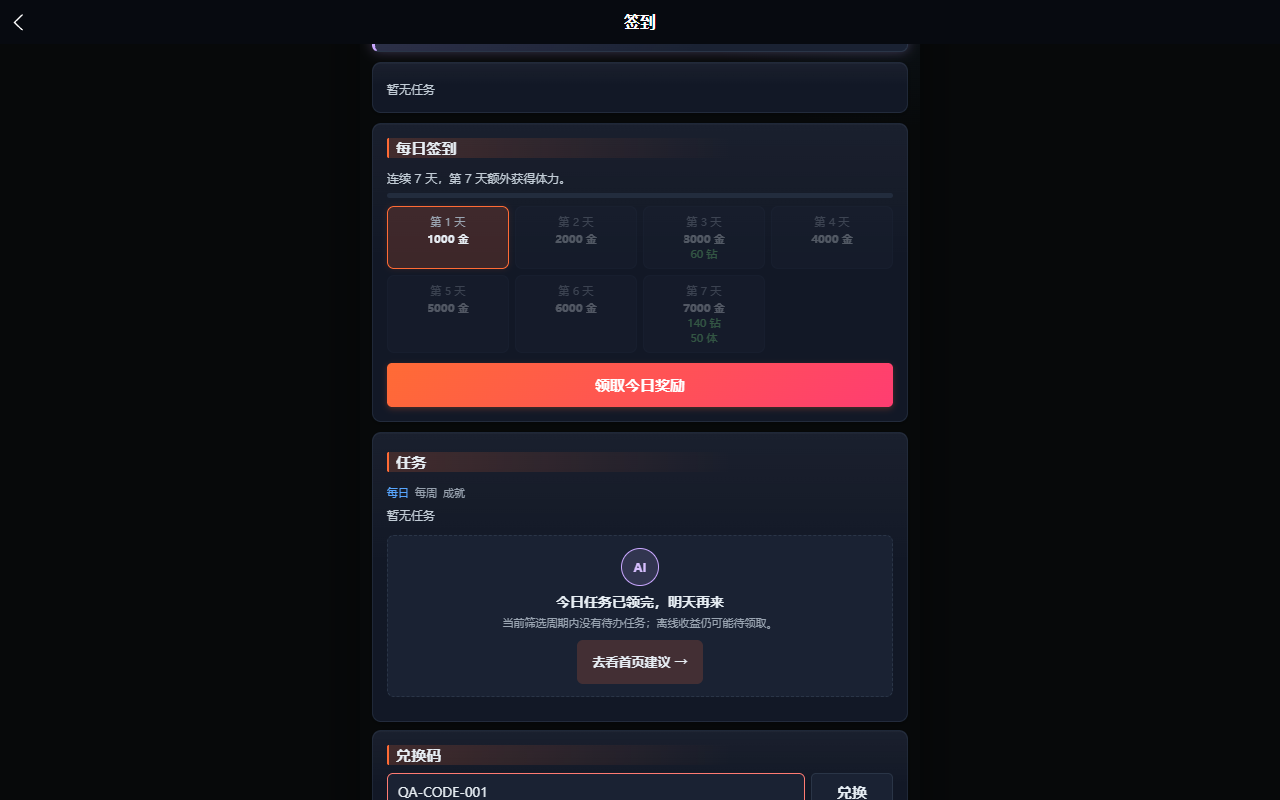 签到
暂无任务
每日签到
连续 7 天，第 7 天额外获得体力。
第 1 天
1000 金
第 2 天
2000 金
第 3 天
3000 金
60 钻
第 4 天
4000 金
第 5 天
5000 金
第 6 天
6000 金
第 7 天
7000 金
140 钻
50 体
领取今日奖励
任务
每日 每周 成就
暂无任务
AI
今日任务已领完，明天再来
当前筛选周期内没有待办任务；离线收益仍可能待领取。
去看首页建议 →
兑换码
QA-CODE-001
兑换